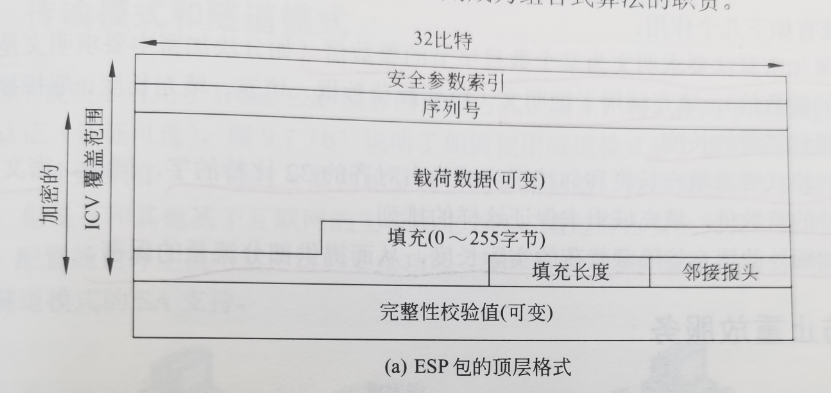 32比特
安全参数索引
序列号
加密的
ICV 覆盖范围
载荷数据(可变)
填充(0～255字节)
填充长度
邻接报头
完整性校验值(可变)
(a) ESP 包的顶层格式